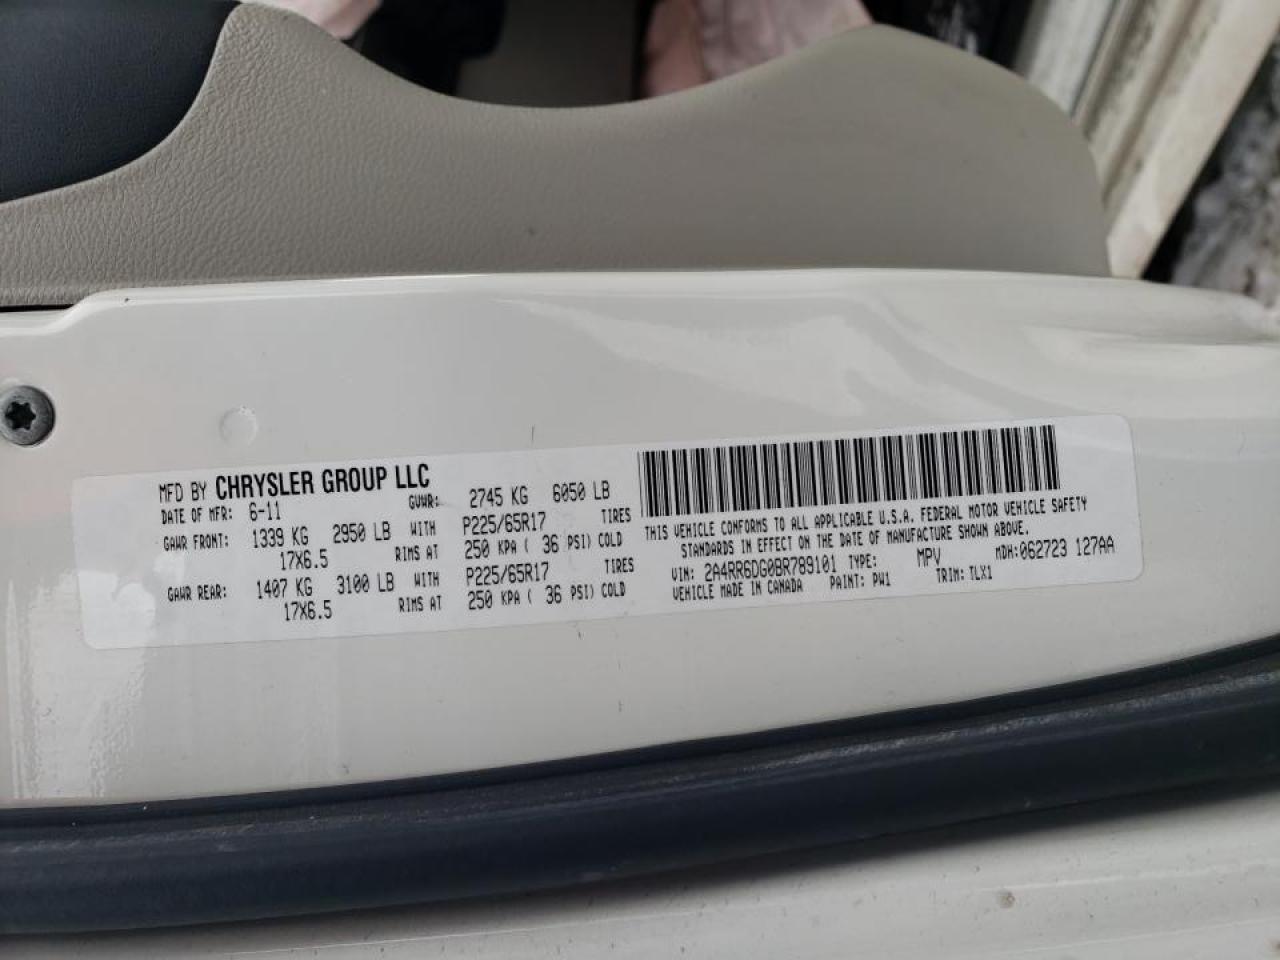 MFD BY CHRYSLER GROUP LLC
DATE OF MFR: 6-11 GVWR: 2745 KG 6050 LB
GAWR FRONT: 1339 KG 2950 LB WITH P225/65R17 TIRES
17X6.5 RIMS AT 250 KPA ( 36 PSI) COLD
GAWR REAR: 1407 KG 3100 LB WITH P225/65R17 TIRES
17X6.5 RIMS AT 250 KPA ( 36 PSI) COLD
THIS VEHICLE CONFORMS TO ALL APPLICABLE U.S.A. FEDERAL MOTOR VEHICLE SAFETY
STANDARDS IN EFFECT ON THE DATE OF MANUFACTURE SHOWN ABOVE.
VIN: 2A4RR6DG0BR789101 TYPE: MPV MDH:062723 127AA
VEHICLE MADE IN CANADA PAINT: PW1 TRIM: TLX1